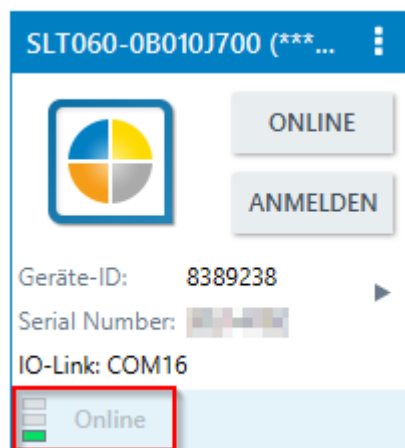 SLT060-0B010J700 (***...
ONLINE
ANMELDEN
Geräte-ID: 8389238
Serial Number:
IO-Link: COM16
Online